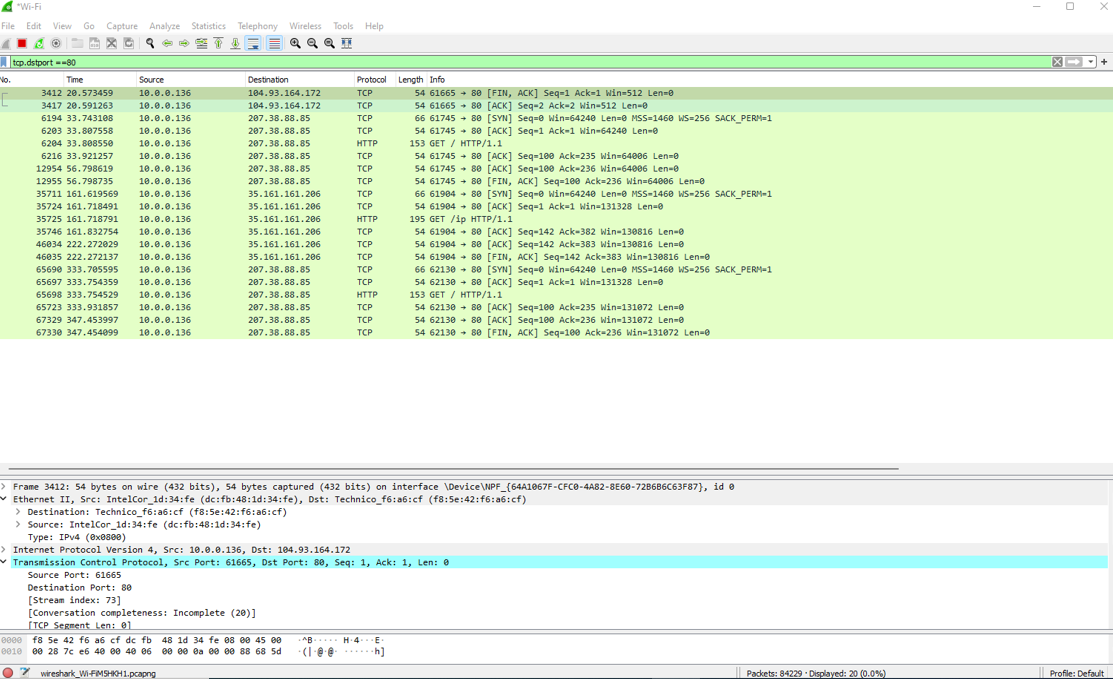 *Wi-Fi
File Edit View Go Capture Analyze Statistics Telephony Wireless Tools Help
tcp.dstport ==80
No. Time Source Destination Protocol Length Info
3412 20.573459 10.0.0.136 104.93.164.172 TCP 54 61665 → 80 [FIN, ACK] Seq=1 Ack=1 Win=512 Len=0
3417 20.591263 10.0.0.136 104.93.164.172 TCP 54 61665 → 80 [ACK] Seq=2 Ack=2 Win=512 Len=0
6194 33.743108 10.0.0.136 207.38.88.85 TCP 66 61745 → 80 [SYN] Seq=0 Win=64240 Len=0 MSS=1460 WS=256 SACK_PERM=1
6203 33.807558 10.0.0.136 207.38.88.85 TCP 54 61745 → 80 [ACK] Seq=1 Ack=1 Win=64240 Len=0
6204 33.808550 10.0.0.136 207.38.88.85 HTTP 153 GET / HTTP/1.1
6216 33.921257 10.0.0.136 207.38.88.85 TCP 54 61745 → 80 [ACK] Seq=100 Ack=235 Win=64006 Len=0
12954 56.798619 10.0.0.136 207.38.88.85 TCP 54 61745 → 80 [ACK] Seq=100 Ack=236 Win=64006 Len=0
12955 56.798735 10.0.0.136 207.38.88.85 TCP 54 61745 → 80 [FIN, ACK] Seq=100 Ack=236 Win=64006 Len=0
35711 161.619569 10.0.0.136 35.161.161.206 TCP 66 61904 → 80 [SYN] Seq=0 Win=64240 Len=0 MSS=1460 WS=256 SACK_PERM=1
35724 161.718491 10.0.0.136 35.161.161.206 TCP 54 61904 → 80 [ACK] Seq=1 Ack=1 Win=131328 Len=0
35725 161.718791 10.0.0.136 35.161.161.206 HTTP 195 GET /ip HTTP/1.1
35746 161.832754 10.0.0.136 35.161.161.206 TCP 54 61904 → 80 [ACK] Seq=142 Ack=382 Win=130816 Len=0
46034 222.272029 10.0.0.136 35.161.161.206 TCP 54 61904 → 80 [ACK] Seq=142 Ack=383 Win=130816 Len=0
46035 222.272137 10.0.0.136 35.161.161.206 TCP 54 61904 → 80 [FIN, ACK] Seq=142 Ack=383 Win=130816 Len=0
65690 333.705595 10.0.0.136 207.38.88.85 TCP 66 62130 → 80 [SYN] Seq=0 Win=64240 Len=0 MSS=1460 WS=256 SACK_PERM=1
65697 333.754359 10.0.0.136 207.38.88.85 TCP 54 62130 → 80 [ACK] Seq=1 Ack=1 Win=131328 Len=0
65698 333.754529 10.0.0.136 207.38.88.85 HTTP 153 GET / HTTP/1.1
65723 333.931857 10.0.0.136 207.38.88.85 TCP 54 62130 → 80 [ACK] Seq=100 Ack=235 Win=131072 Len=0
67329 347.453997 10.0.0.136 207.38.88.85 TCP 54 62130 → 80 [ACK] Seq=100 Ack=236 Win=131072 Len=0
67330 347.454099 10.0.0.136 207.38.88.85 TCP 54 62130 → 80 [FIN, ACK] Seq=100 Ack=236 Win=131072 Len=0
Frame 3412: 54 bytes on wire (432 bits), 54 bytes captured (432 bits) on interface \Device\NPF_{64A1067F-CFC0-4A82-8E60-72B6B6C63F87}, id 0
Ethernet II, Src: IntelCor_1d:34:fe (dc:fb:48:1d:34:fe), Dst: Technico_f6:a6:cf (f8:5e:42:f6:a6:cf)
Destination: Technico_f6:a6:cf (f8:5e:42:f6:a6:cf)
Source: IntelCor_1d:34:fe (dc:fb:48:1d:34:fe)
Type: IPv4 (0x0800)
Internet Protocol Version 4, Src: 10.0.0.136, Dst: 104.93.164.172
Transmission Control Protocol, Src Port: 61665, Dst Port: 80, Seq: 1, Ack: 1, Len: 0
Source Port: 61665
Destination Port: 80
[Stream index: 73]
[Conversation completeness: Incomplete (20)]
[TCP Segment Len: 0]
0000 f8 5e 42 f6 a6 cf dc fb 48 1d 34 fe 08 00 45 00 ·^B····· H·4···E·
0010 00 28 7c e6 40 00 40 06 00 00 0a 00 00 88 68 5d ·(|·@·@· ······h]
wireshark_Wi-FiM5HKH1.pcapng Packets: 84229 · Displayed: 20 (0.0%) Profile: Default